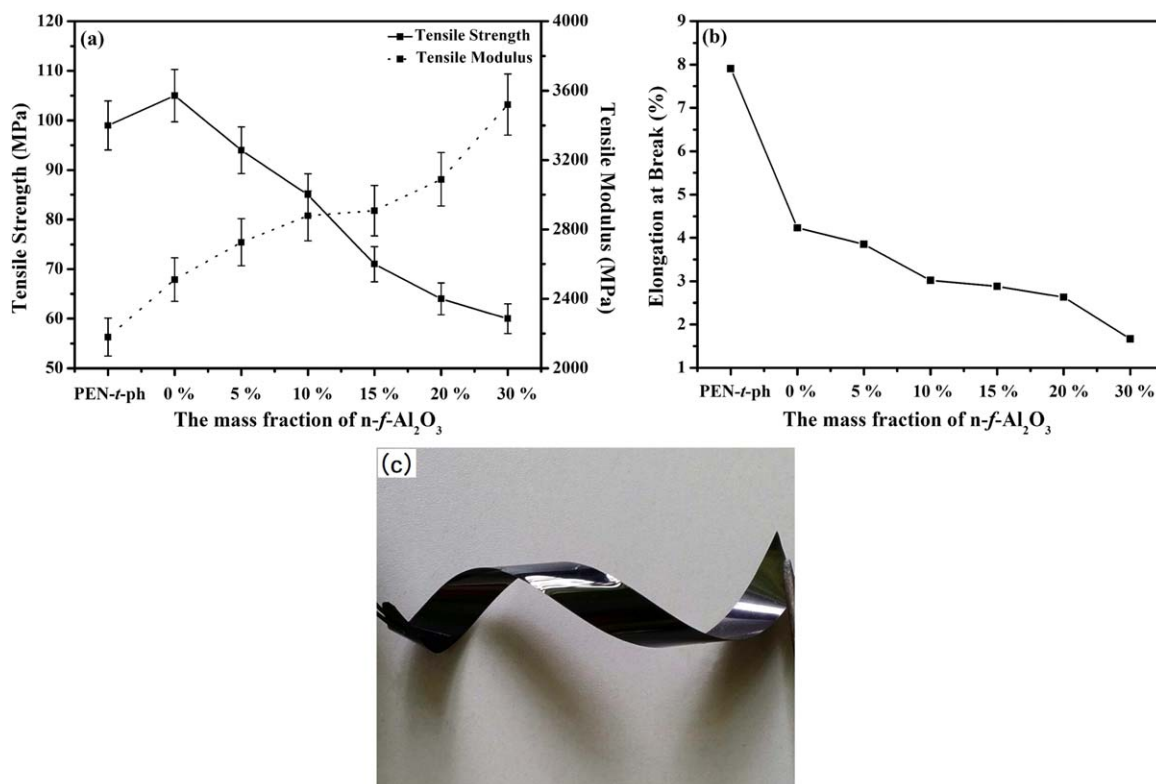 (a)
Tensile Strength
Tensile Modulus
Tensile Strength (MPa)
120
110
100
90
80
70
60
50
4000
3600
3200
2800
2400
2000
Tensile Modulus (MPa)
PEN-t-ph 0 % 5 % 10 % 15 % 20 % 30 %
The mass fraction of n-f-Al₂O₃
(b)
Elongation at Break (%)
9
8
7
6
5
4
3
2
1
PEN-t-ph 0 % 5 % 10 % 15 % 20 % 30 %
The mass fraction of n-f-Al₂O₃
(c)